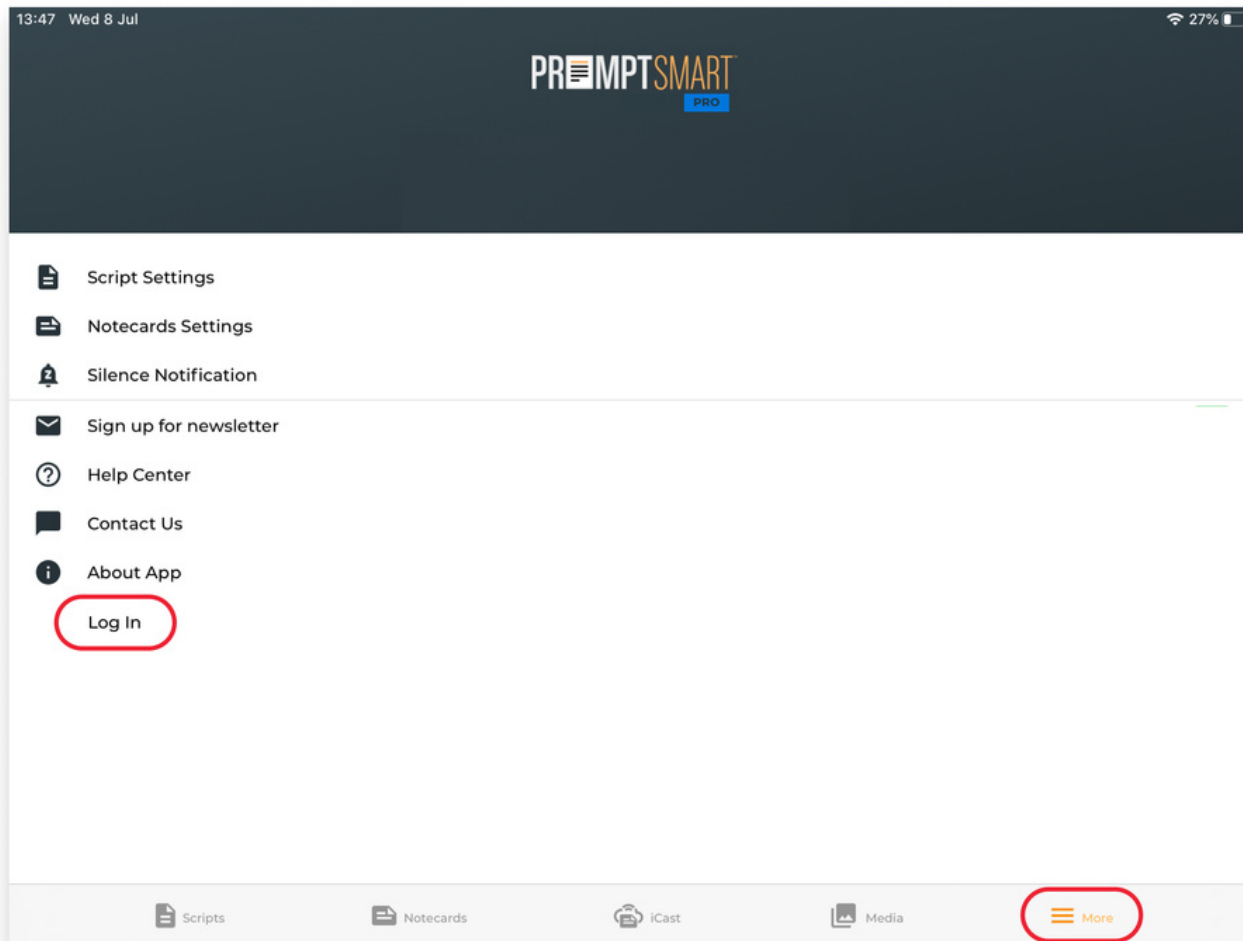 13:47 Wed 8 Jul 27%
PROMPTSMART
PRO
Script Settings
Notecards Settings
Silence Notification
Sign up for newsletter
Help Center
Contact Us
About App
Log In
Scripts Notecards iCast Media More